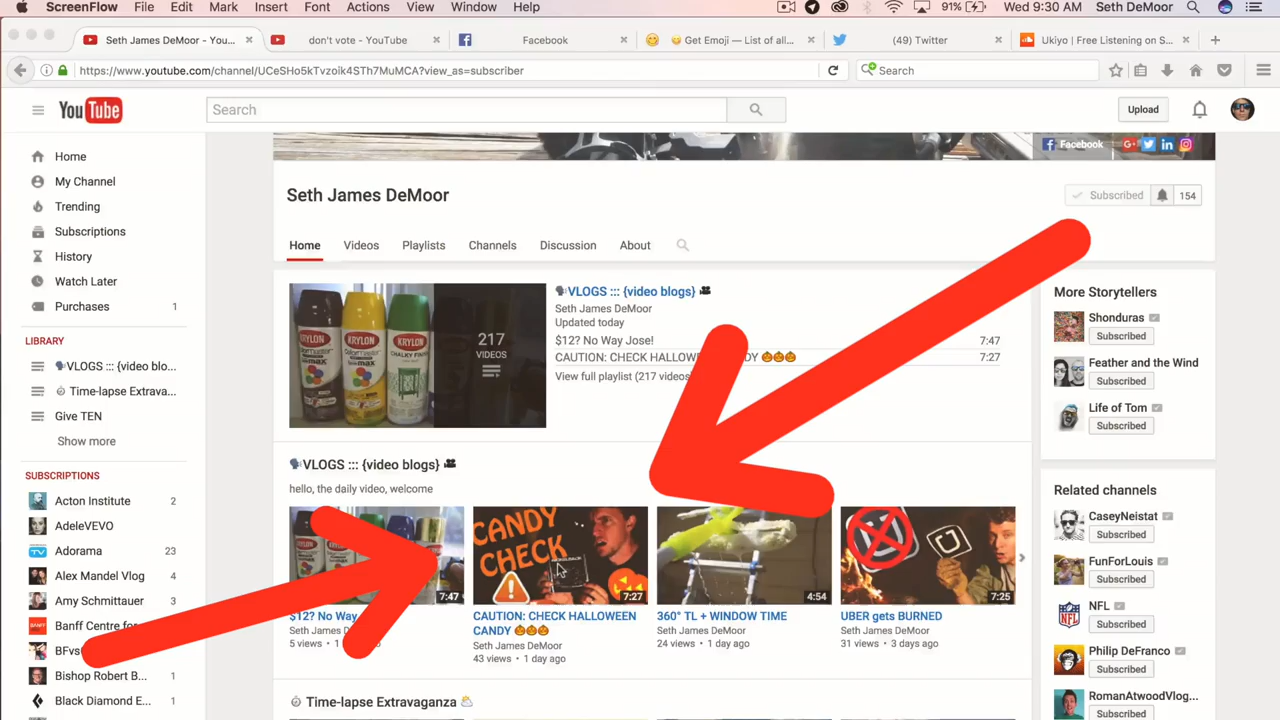 ScreenFlow File Edit Mark Insert Font Actions View Window Help 91% Wed 9:30 AM Seth DeMoor
Seth James DeMoor - You... don't vote - YouTube Facebook Get Emoji — List of all... (49) Twitter Ukiyo | Free Listening on S...
https://www.youtube.com/channel/UCeSHo5kTvzoik4STh7MuMCA?view_as=subscriber Search
YouTube Search Upload
Facebook
Home
My Channel
Trending
Subscriptions
History
Watch Later
Purchases 1
LIBRARY
VLOGS ::: {video blo...
Time-lapse Extrava...
Give TEN
Show more
SUBSCRIPTIONS
Acton Institute 2
AdeleVEVO
Adorama 23
Alex Mandel Vlog 4
Amy Schmittauer 3
Banff Centre for
BFvs
Bishop Robert B... 1
Black Diamond E... 1
Seth James DeMoor
Subscribed 154
Home Videos Playlists Channels Discussion About
KRYLON KRYLON KRYLON
CHALKY FINISH
217
VIDEOS
VLOGS ::: {video blogs}
Seth James DeMoor
Updated today
$12? No Way Jose! 7:47
CAUTION: CHECK HALLOWE DY 🎃🎃🎃 7:27
View full playlist (217 videos
VLOGS ::: {video blogs}
hello, the daily video, welcome
7:47
CANDY
CHECK
7:27
4:54
7:25
$12? No Way
Seth James De
5 views • 1
CAUTION: CHECK HALLOWEEN
CANDY 🎃🎃🎃
Seth James DeMoor
43 views • 1 day ago
360° TL + WINDOW TIME
Seth James DeMoor
24 views • 1 day ago
UBER gets BURNED
Seth James DeMoor
31 views • 3 days ago
Time-lapse Extravaganza
More Storytellers
Shonduras
Subscribed
Feather and the Wind
Subscribed
Life of Tom
Subscribed
Related channels
CaseyNeistat
Subscribed
FunForLouis
Subscribed
NFL
Subscribed
Philip DeFranco
Subscribed
RomanAtwoodVlog...
Subscribed